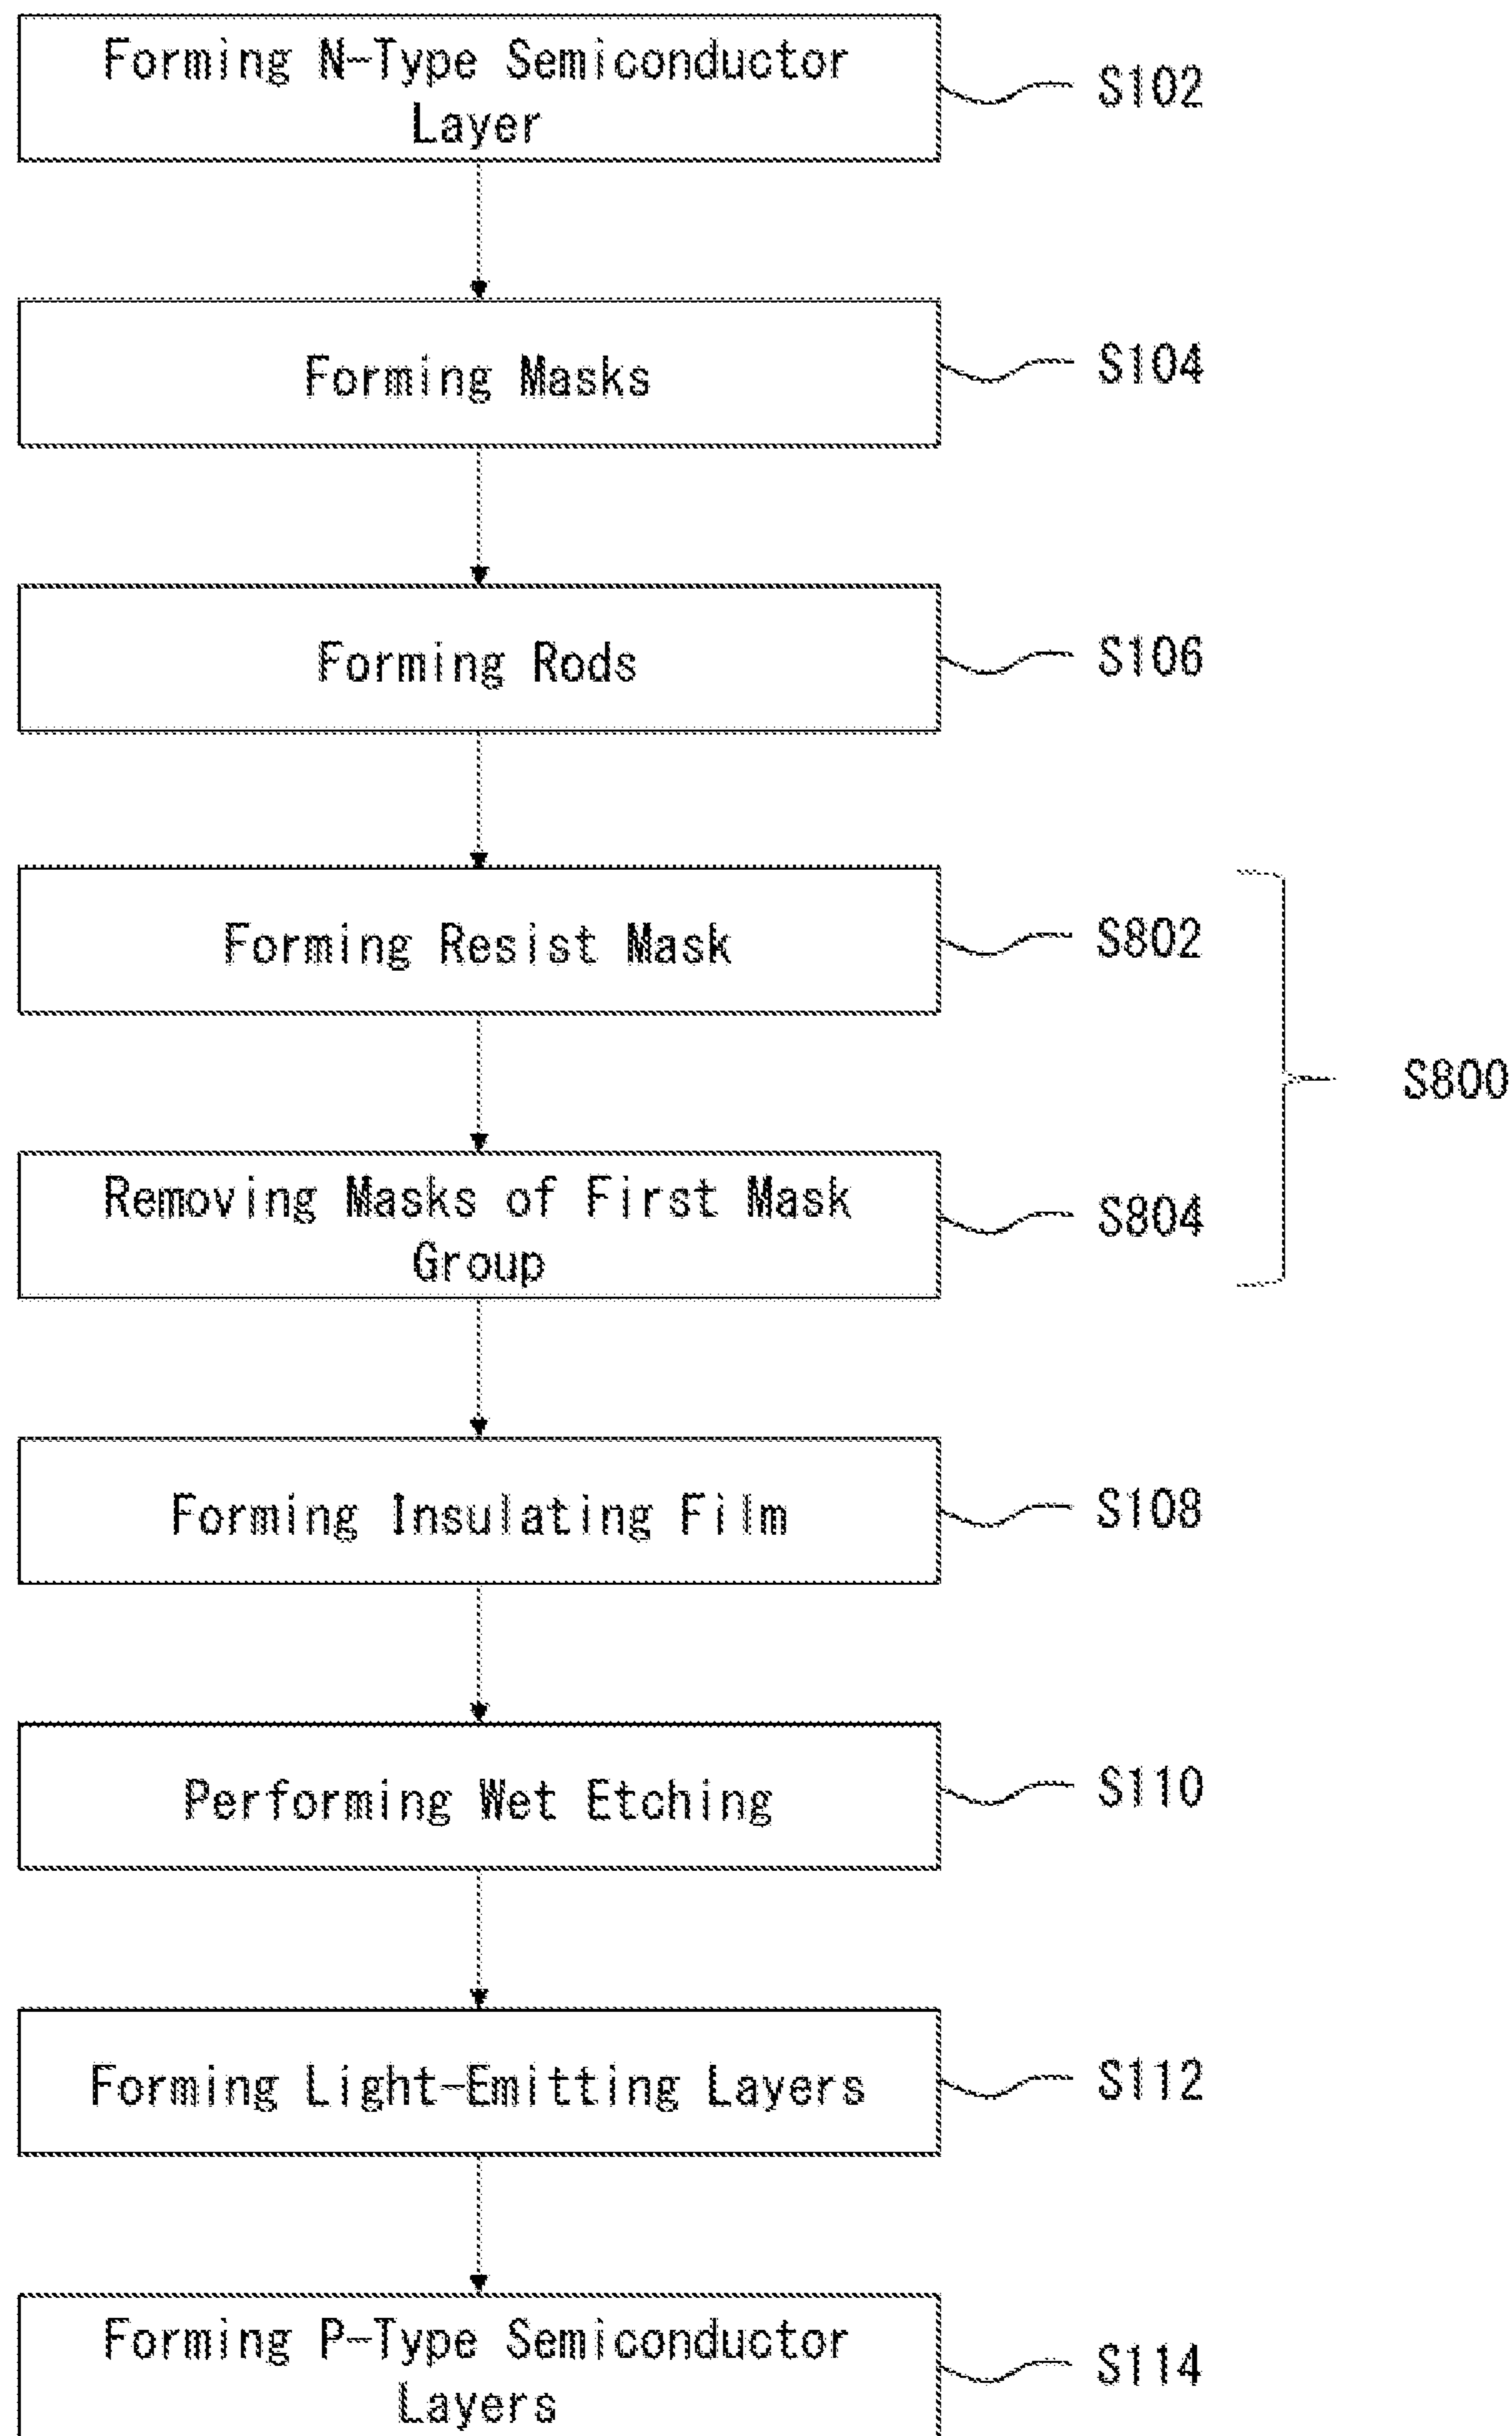 Forming N-Type Semiconductor
Layer
S102
Forming Masks
S104
Forming Rods
S106
Forming Resist Mask
S802
S800
Removing Masks of First Mask
Group
S804
Forming Insulating Film
S108
Performing Wet Etching
S110
Forming Light-Emitting Layers
S112
Forming P-Type Semiconductor
Layers
S114